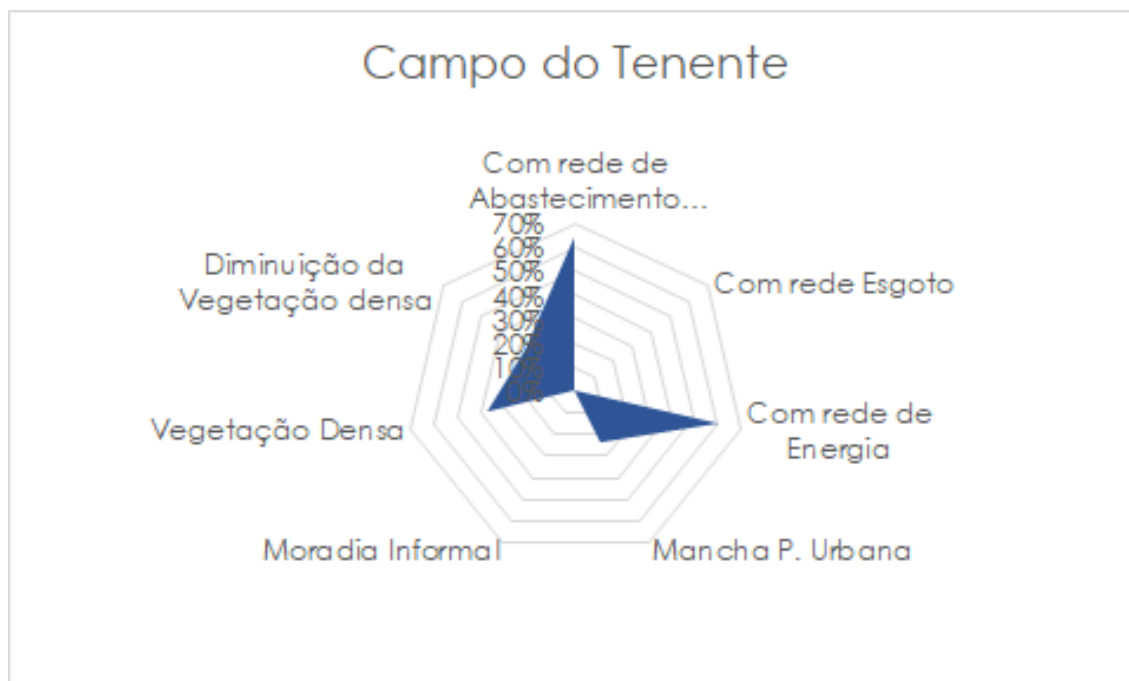 Campo do Tenente
Com rede de
Abastecimento...
70%
60%
50%
40%
30%
20%
10%
0%
Diminuição da
Vegetação densa
Com rede Esgoto
Vegetação Densa
Com rede de
Energia
Moradia Informal
Mancha P. Urbana